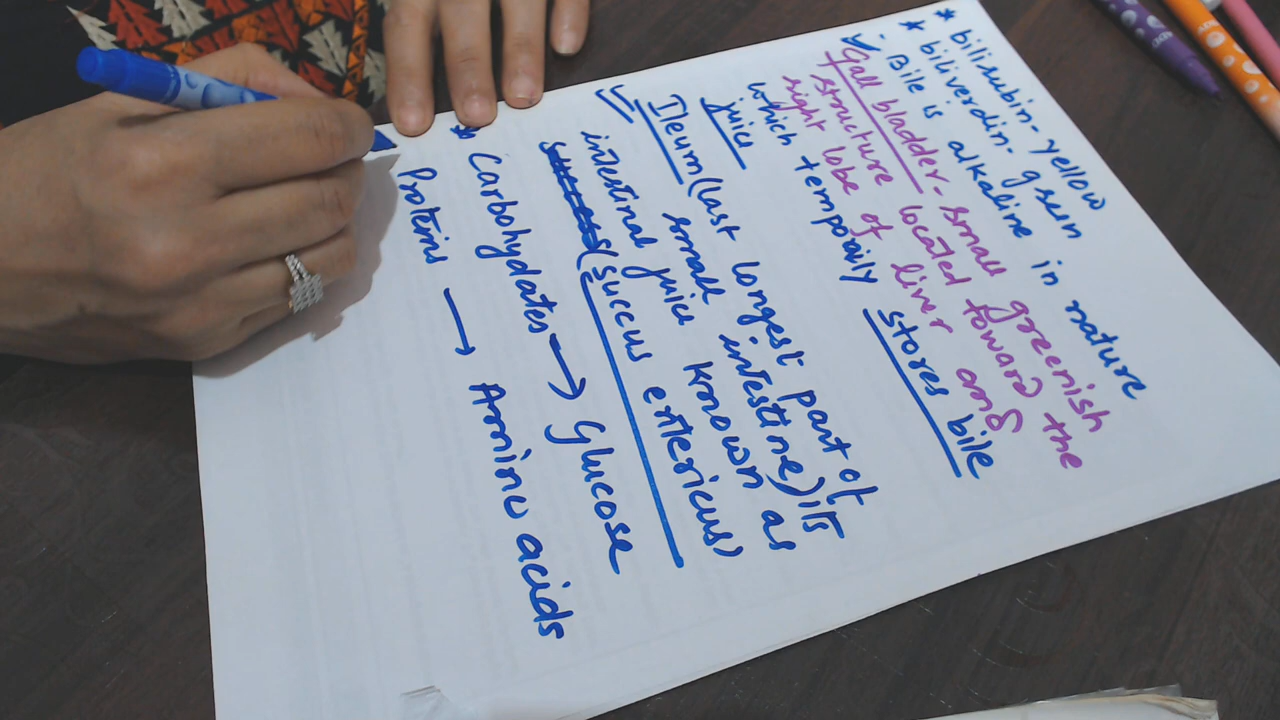 * bilirubin - yellow
* biliverdin - green
Bile is alkaline in nature
✓ Gall bladder - small greenish
structure located toward the
right lobe of liver and
which temporily stores bile
juice
✓ Ileum (last longest part of
small intestine) its
intestinal juice known as
(succus entericus)
* Carbohydrates → Glucose
Proteins → Amino acids